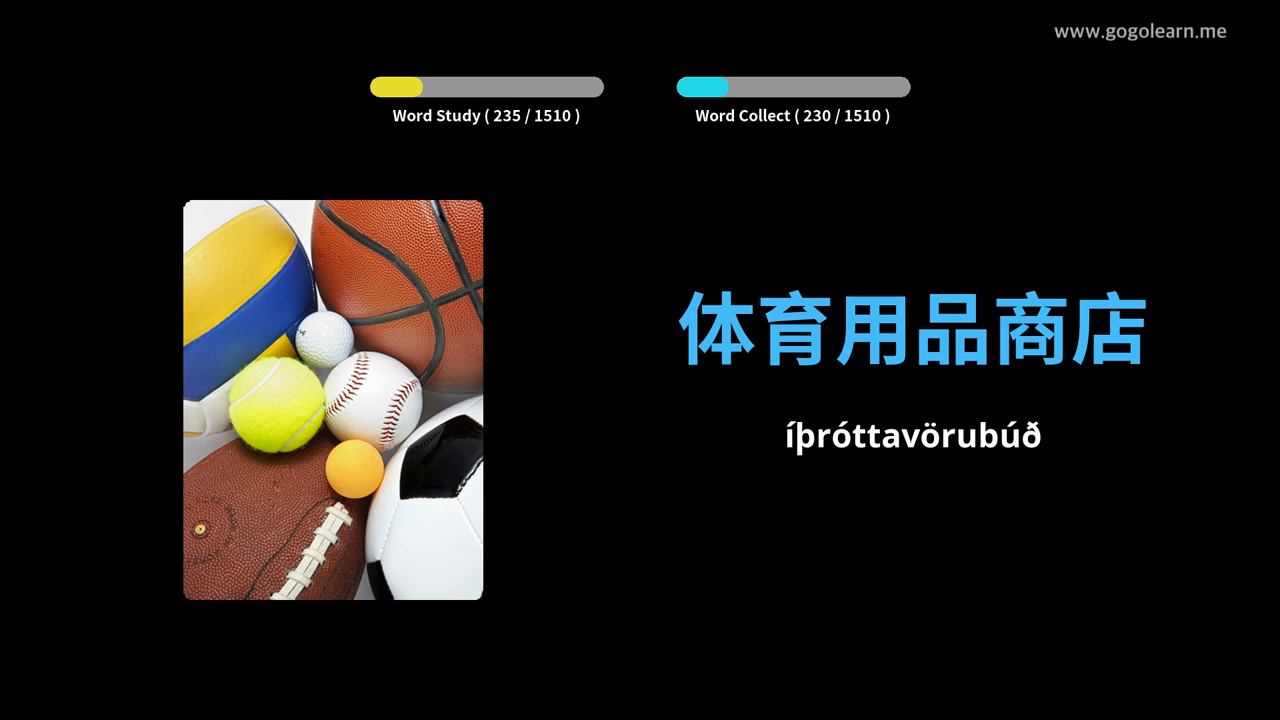 www.gogolearn.me
Word Study ( 235 / 1510 )
Word Collect ( 230 / 1510 )
体育用品商店
íþróttavörubúð